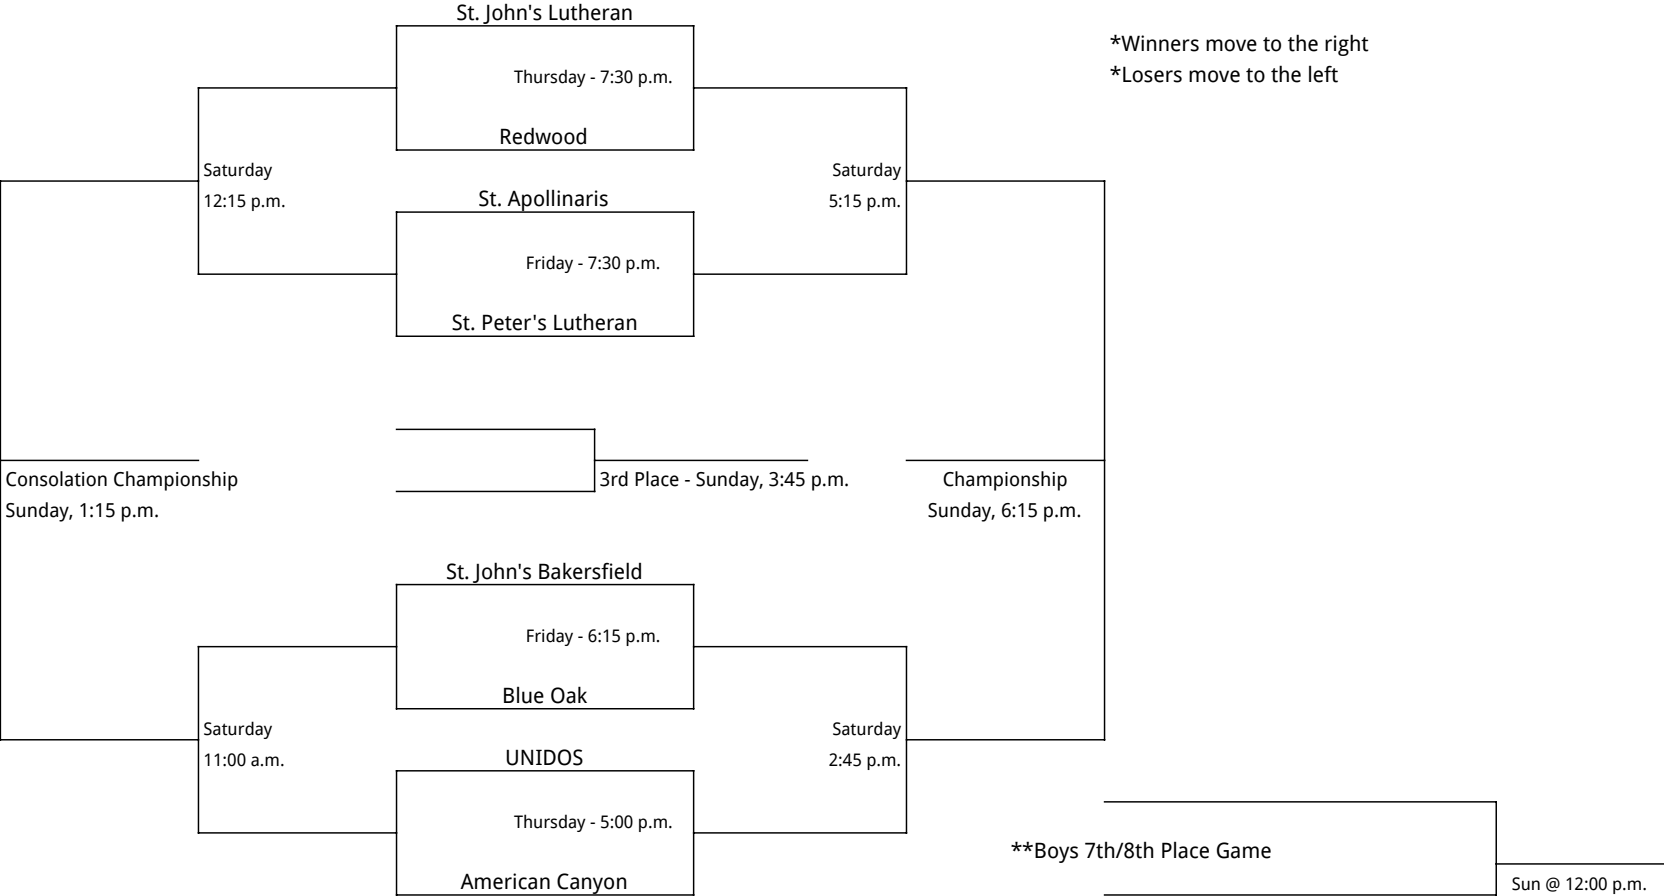 St. John's Lutheran
*Winners move to the right
*Losers move to the left
Thursday - 7:30 p.m.
Redwood
Saturday
12:15 p.m.
Saturday
5:15 p.m.
St. Apollinaris
Friday - 7:30 p.m.
St. Peter's Lutheran
Consolation Championship
Sunday, 1:15 p.m.
3rd Place - Sunday, 3:45 p.m.
Championship
Sunday, 6:15 p.m.
St. John's Bakersfield
Friday - 6:15 p.m.
Blue Oak
Saturday
11:00 a.m.
Saturday
2:45 p.m.
UNIDOS
Thursday - 5:00 p.m.
American Canyon
**Boys 7th/8th Place Game
Sun @ 12:00 p.m.